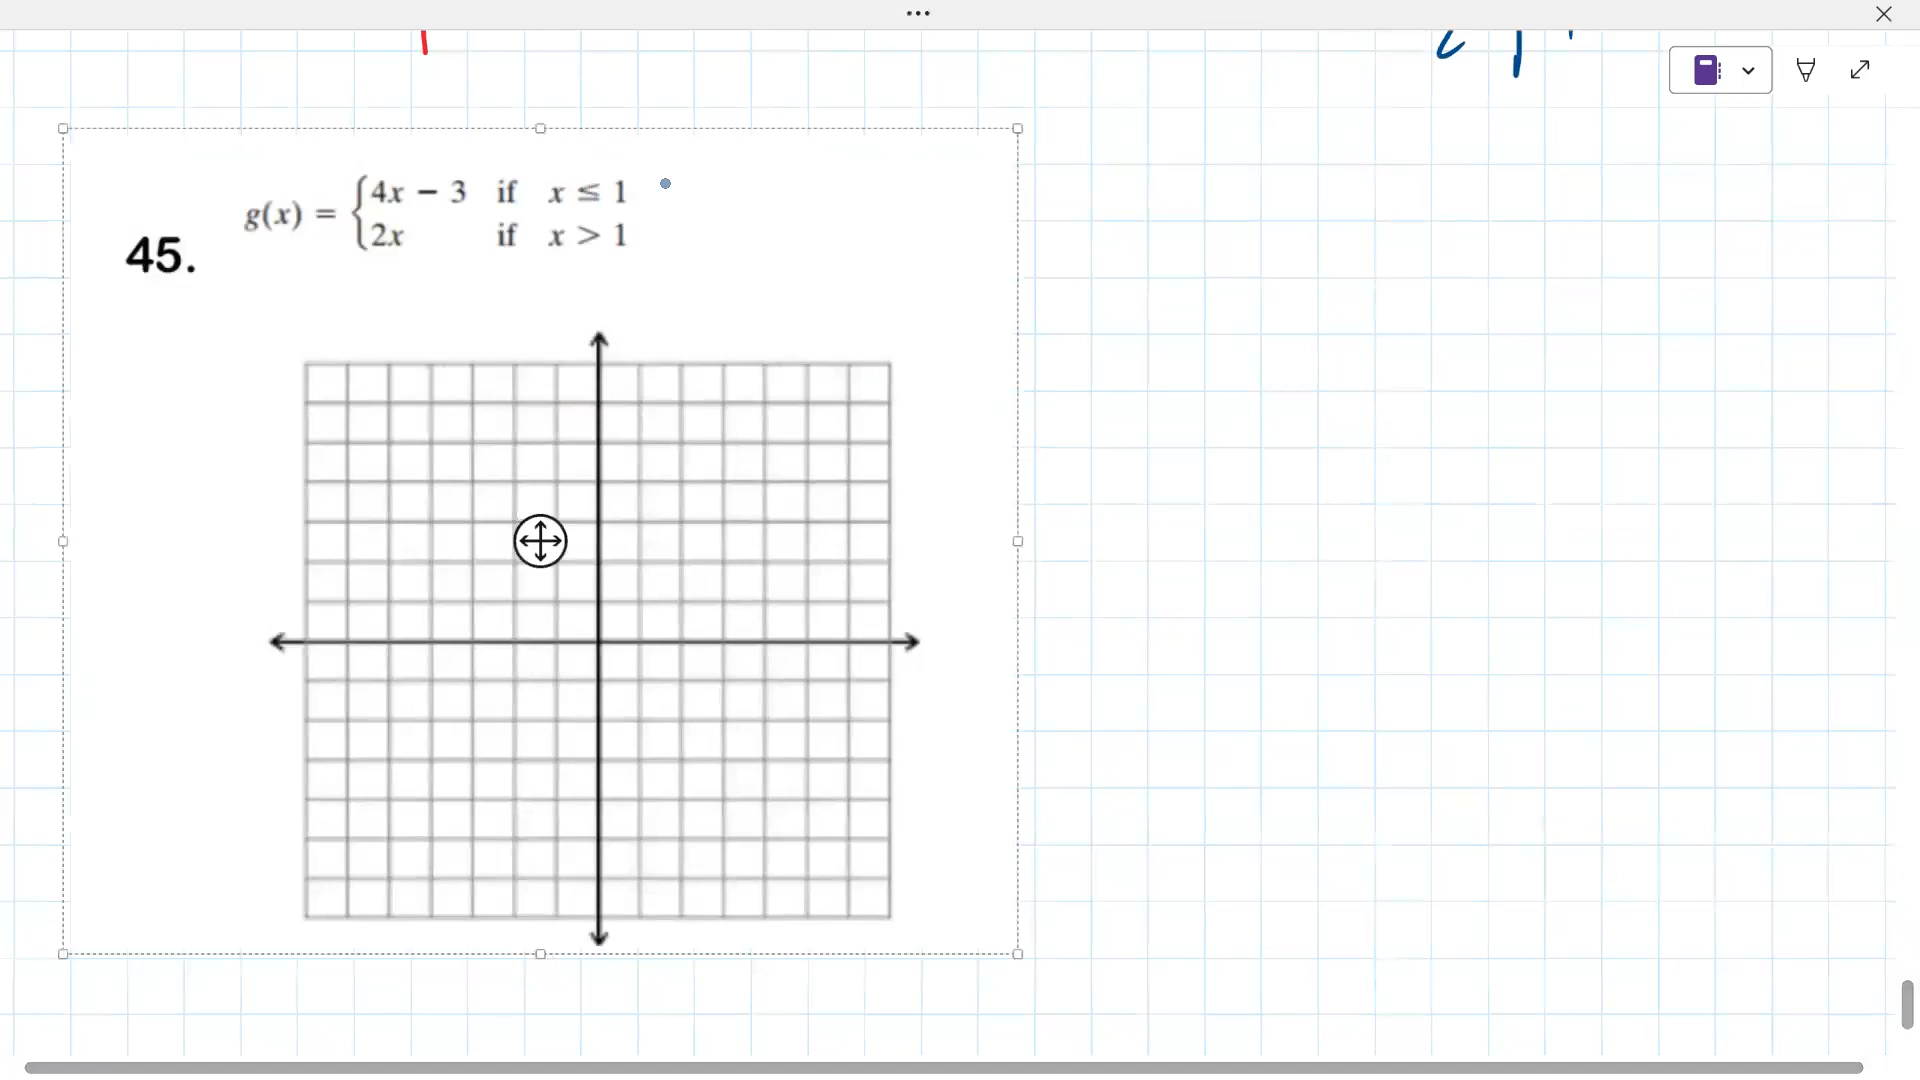 g(x) = { 4x − 3 if x ≤ 1
2x if x > 1
45.